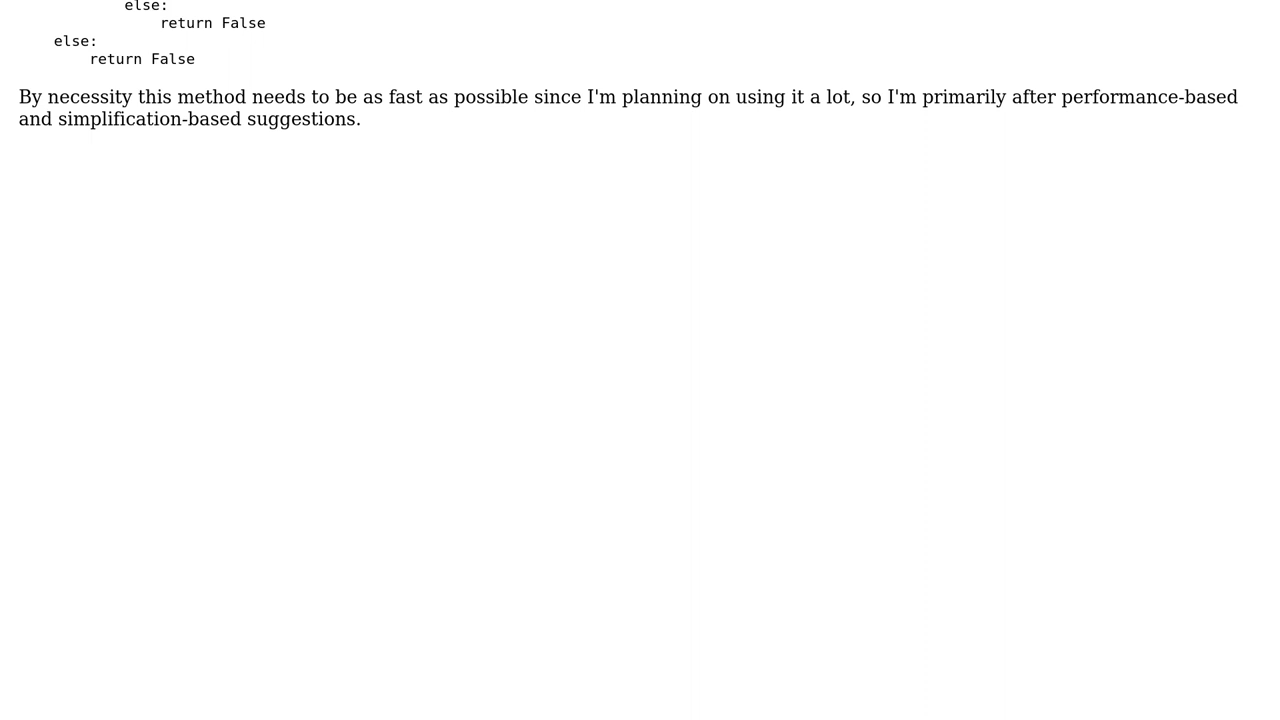 else:
return False
else:
return False
By necessity this method needs to be as fast as possible since I'm planning on using it a lot, so I'm primarily after performance-based
and simplification-based suggestions.